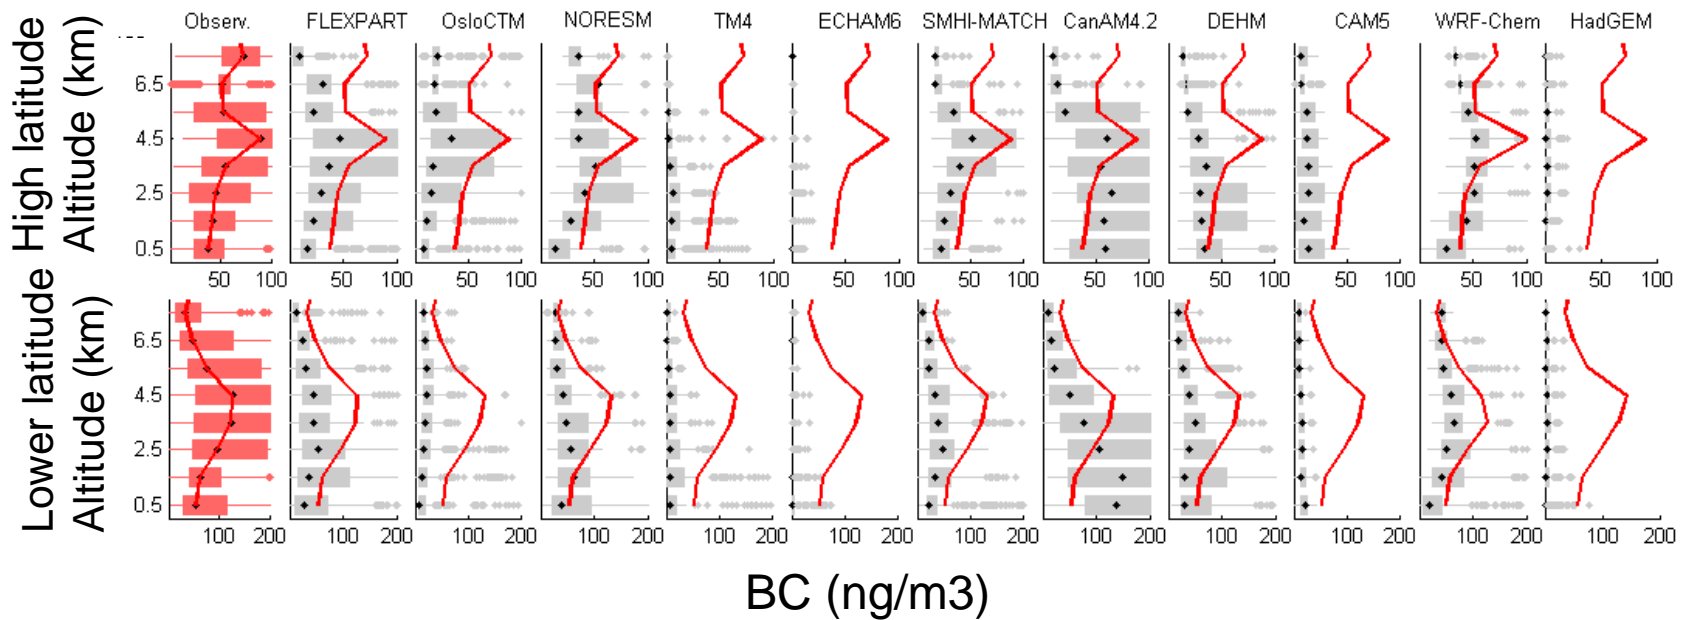 Observ. FLEXPART OsloCTM NORESM TM4 ECHAM6 SMHI-MATCH CanAM4.2 DEHM CAM5 WRF-Chem HadGEM
High latitude
Altitude (km)
6.5
4.5
2.5
0.5
50 100 50 100 50 100 50 100 50 100 50 100 50 100 50 100 50 100 50 100 50 100 50 100
Lower latitude
Altitude (km)
6.5
4.5
2.5
0.5
100 200 100 200 100 200 100 200 100 200 100 200 100 200 100 200 100 200 100 200 100 200 100 200
BC (ng/m3)